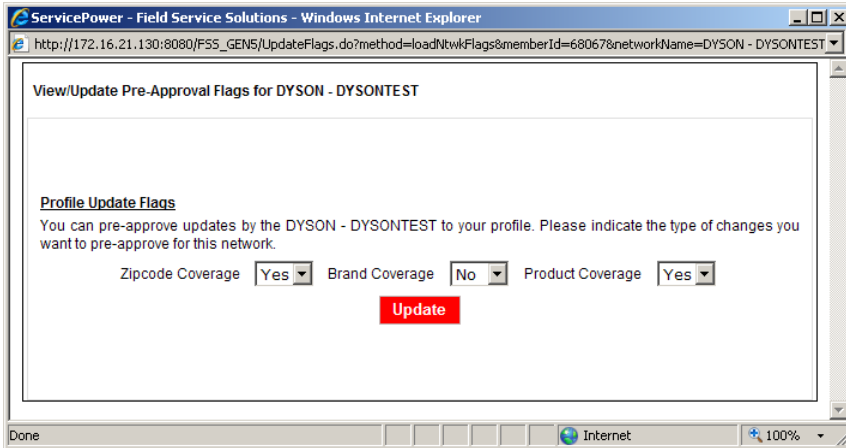 ServicePower - Field Service Solutions - Windows Internet Explorer
http://172.16.21.130:8080/FSS_GEN5/UpdateFlags.do?method=loadNtwkFlags&memberId=68067&networkName=DYSON - DYSONTEST
View/Update Pre-Approval Flags for DYSON - DYSONTEST
Profile Update Flags
You can pre-approve updates by the DYSON - DYSONTEST to your profile. Please indicate the type of changes you
want to pre-approve for this network.
Zipcode Coverage Yes Brand Coverage No Product Coverage Yes
Update
Done Internet 100%